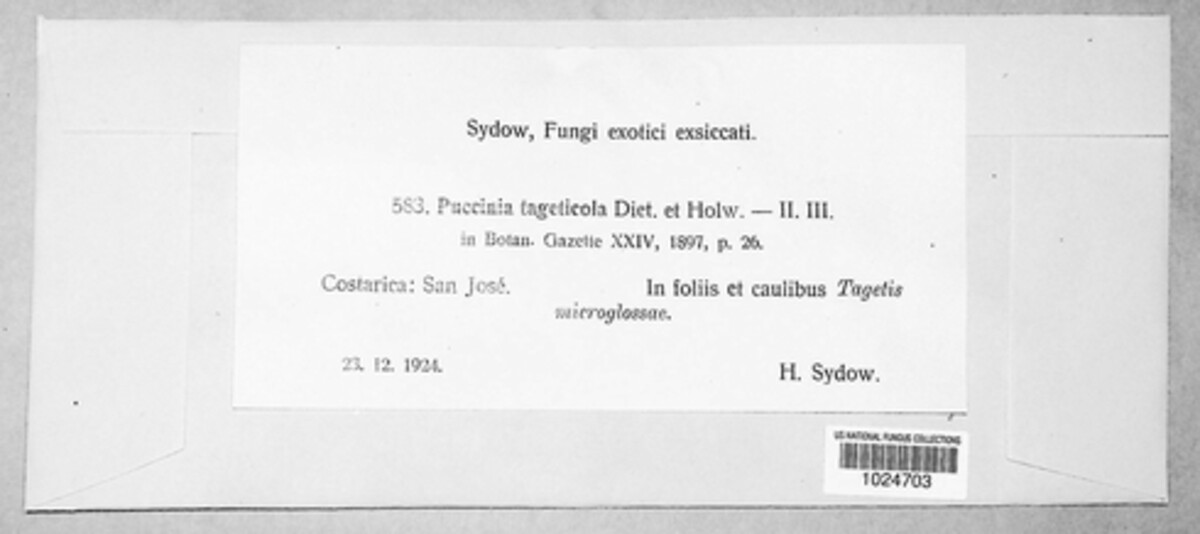 Sydow, Fungi exotici exsiccati.
583. Puccinia tageticola Diet. et Holw. — II. III.
in Botan. Gazette XXIV, 1897, p. 26.
Costarica: San José. In foliis et caulibus Tagetis
microglossae.
23. 12. 1924. H. Sydow.
US NATIONAL FUNGUS COLLECTIONS
1024703